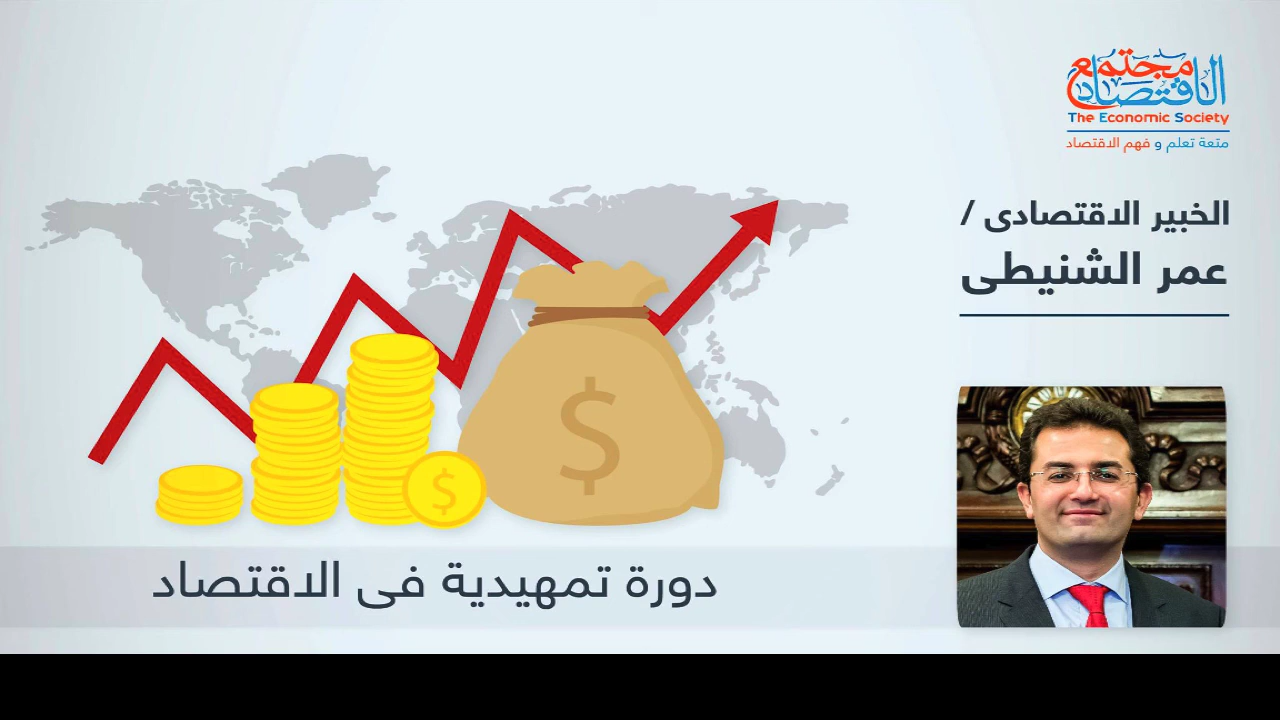 مجتمع
الاقتصاد
The Economic Society
متعة تعلم و فهم الاقتصاد
الخبير الاقتصادى /
عمر الشنيطى
$
$
دورة تمهيدية فى الاقتصاد